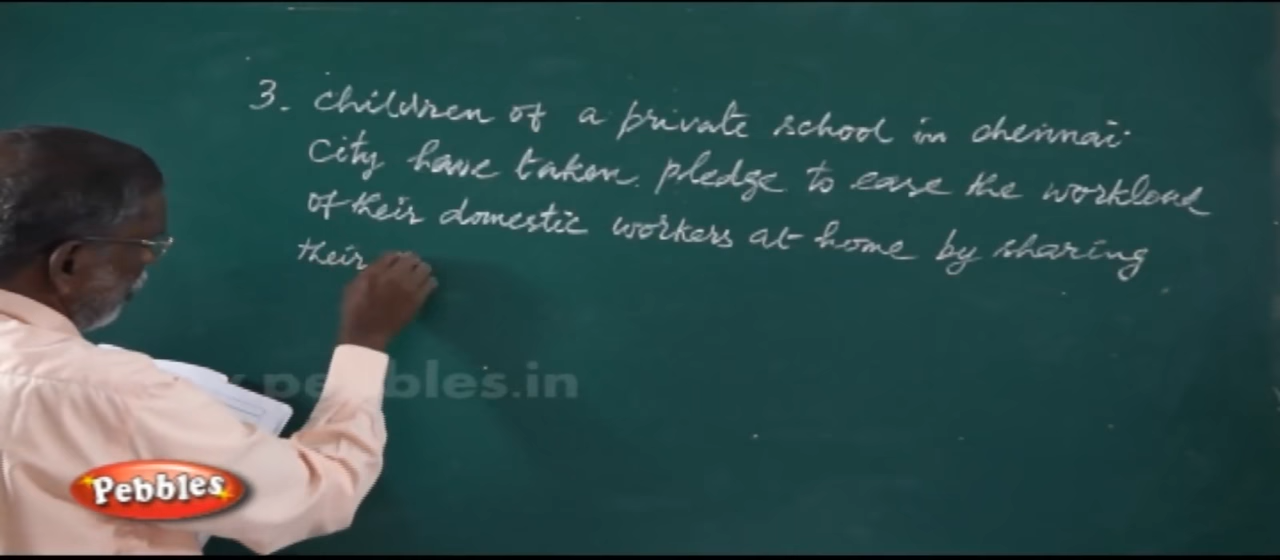 3. Children of a private school in chennai
City have taken pledge to ease the workload
of their domestic workers at home by sharing
their
pebbles.in
Pebbles